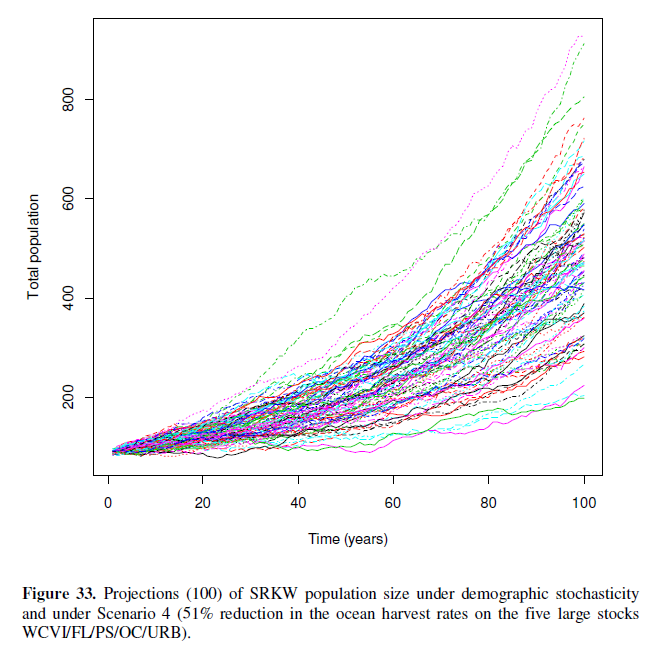 800
600
400
200
Total population
0 20 40 60 80 100
Time (years)
Figure 33. Projections (100) of SRKW population size under demographic stochasticity
and under Scenario 4 (51% reduction in the ocean harvest rates on the five large stocks
WCVI/FL/PS/OC/URB).